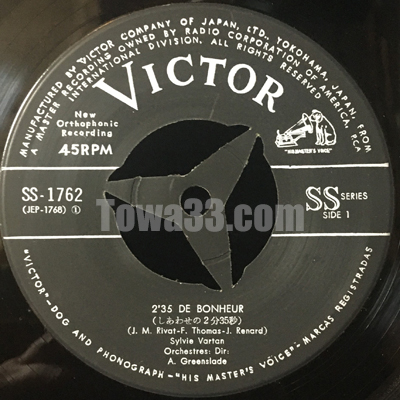 MANUFACTURED BY VICTOR COMPANY OF JAPAN, LTD. YOKOHAMA, JAPAN, FROM
A MASTER RECORDING OWNED BY RADIO CORPORATION OF AMERICA, RCA
INTERNATIONAL DIVISION, ALL RIGHTS RESERVED
VICTOR
New
Orthophonic
Recording
45RPM
"HIS MASTER'S VOICE"
SS-1762
(JEP-1768) ①
SS SERIES
SIDE 1
Towa33.com
2'35 DE BONHEUR
(しあわせの2分35秒)
(J. M. Rivat-F. Thomas-J. Renard)
Sylvie Vartan
Orchestres: Dir:
A. Greenslade
"VICTOR"-DOG AND PHONOGRAPH-"HIS MASTER'S VOICE"-MARCAS REGISTRADAS